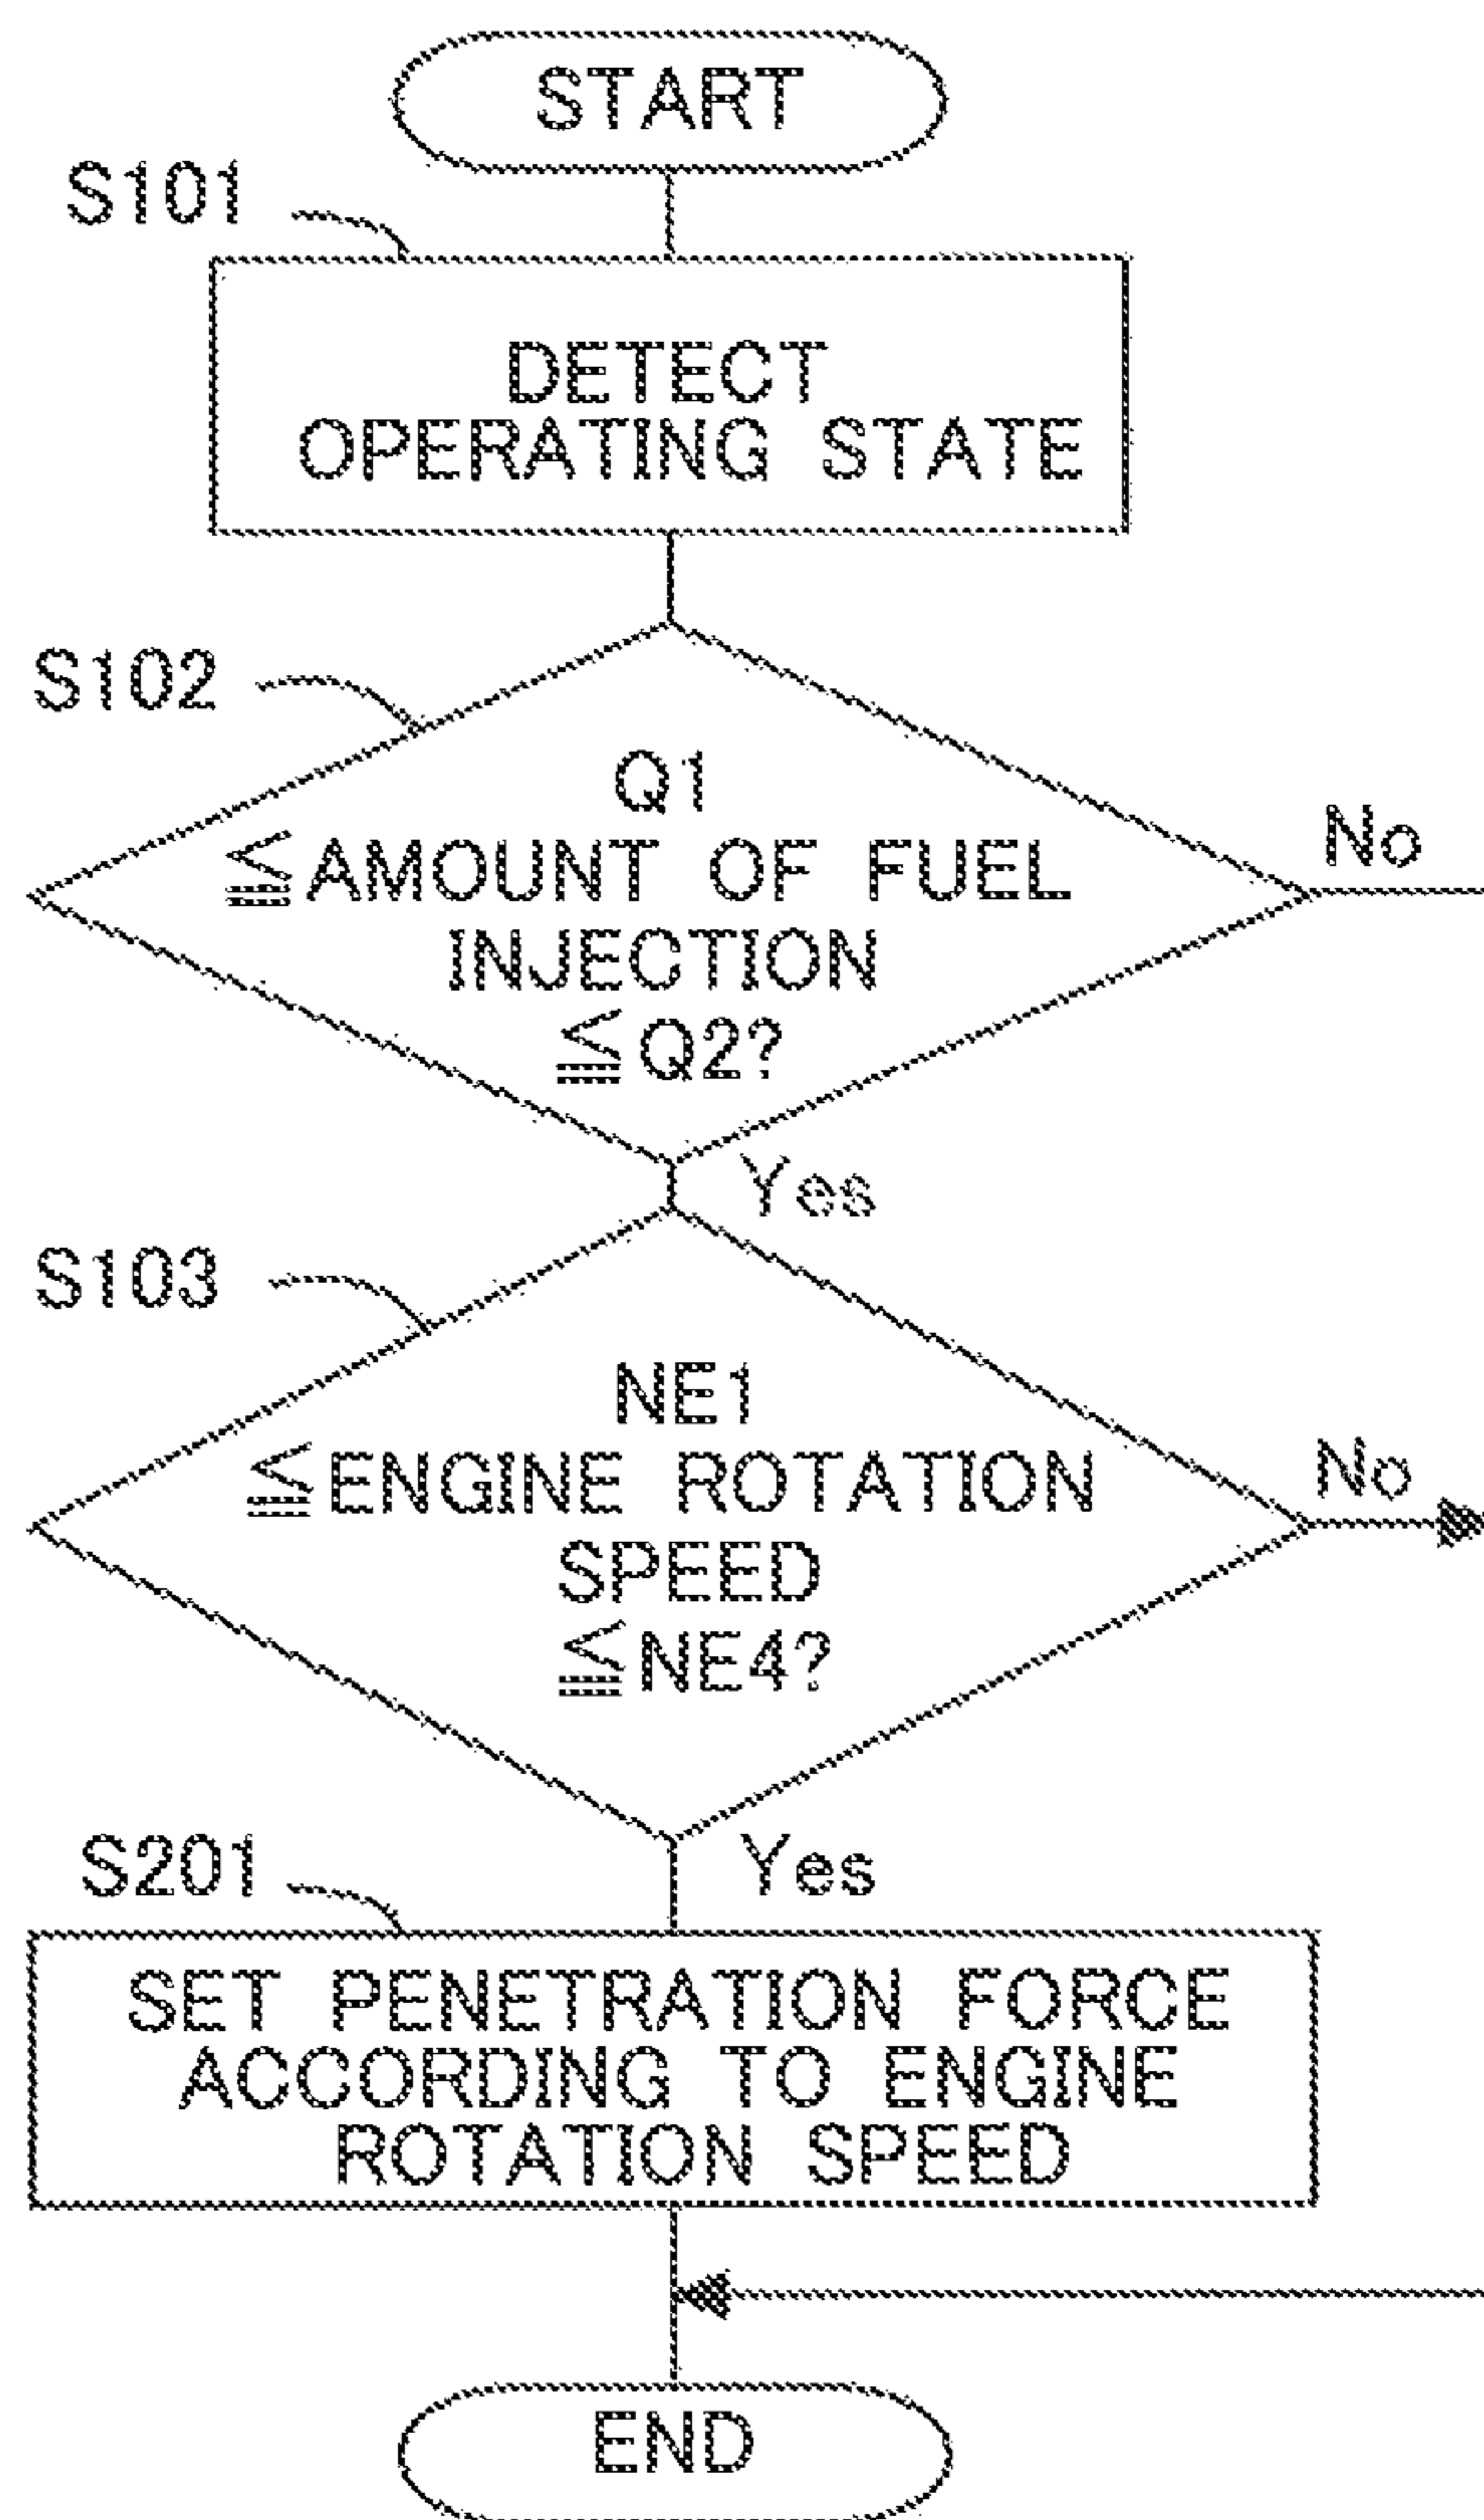 START
S101
DETECT
OPERATING STATE
S102
Q1
≦AMOUNT OF FUEL
INJECTION
≦Q2?
No
Yes
S103
NE1
≦ENGINE ROTATION
SPEED
≦NE4?
No
Yes
S201
SET PENETRATION FORCE
ACCORDING TO ENGINE
ROTATION SPEED
END